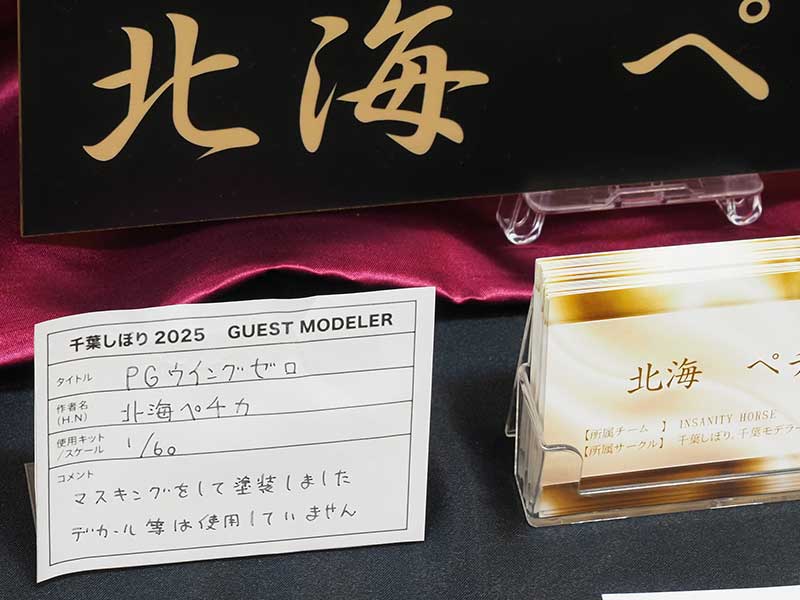 北海 ペ
千葉しぼり 2025 GUEST MODELER
タイトル PGウイングゼロ
作者名 (H.N) 北海ペチカ
使用キット /スケール 1/60
コメント
マスキングをして塗装しました
デカール等は使用していません
北海 ペチ
【所属チーム 】 INSANITY HORSE
【所属サークル】 千葉しぼり, 千葉モデラー